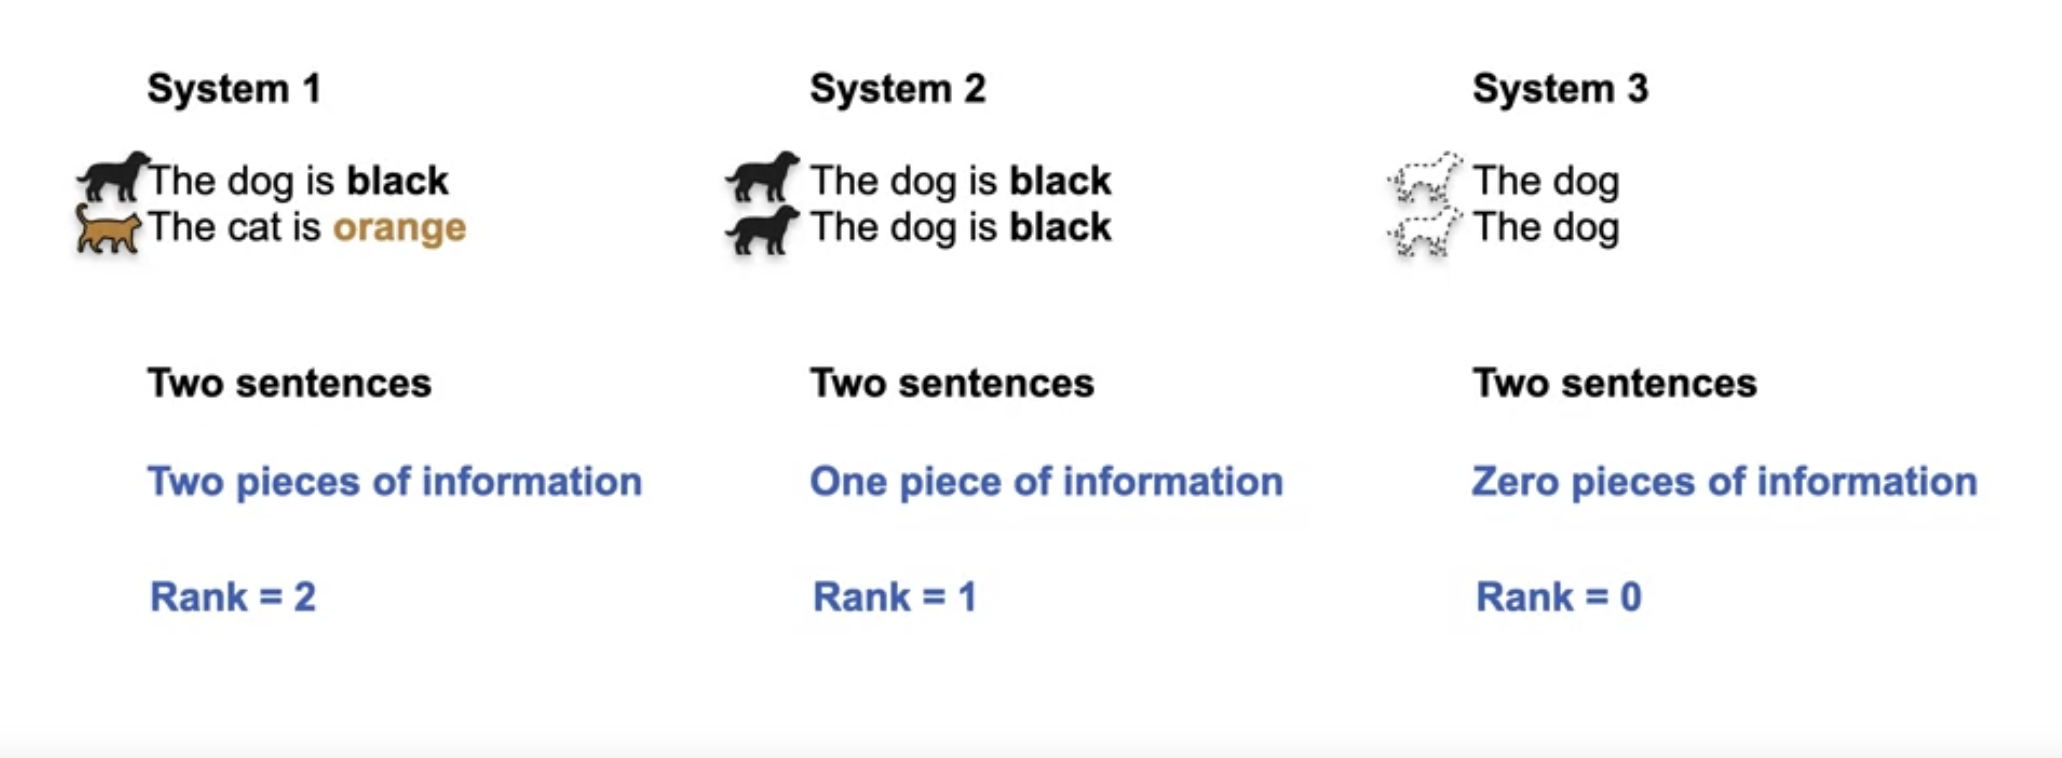 System 1
The dog is black
The cat is orange
Two sentences
Two pieces of information
Rank = 2
System 2
The dog is black
The dog is black
Two sentences
One piece of information
Rank = 1
System 3
The dog
The dog
Two sentences
Zero pieces of information
Rank = 0